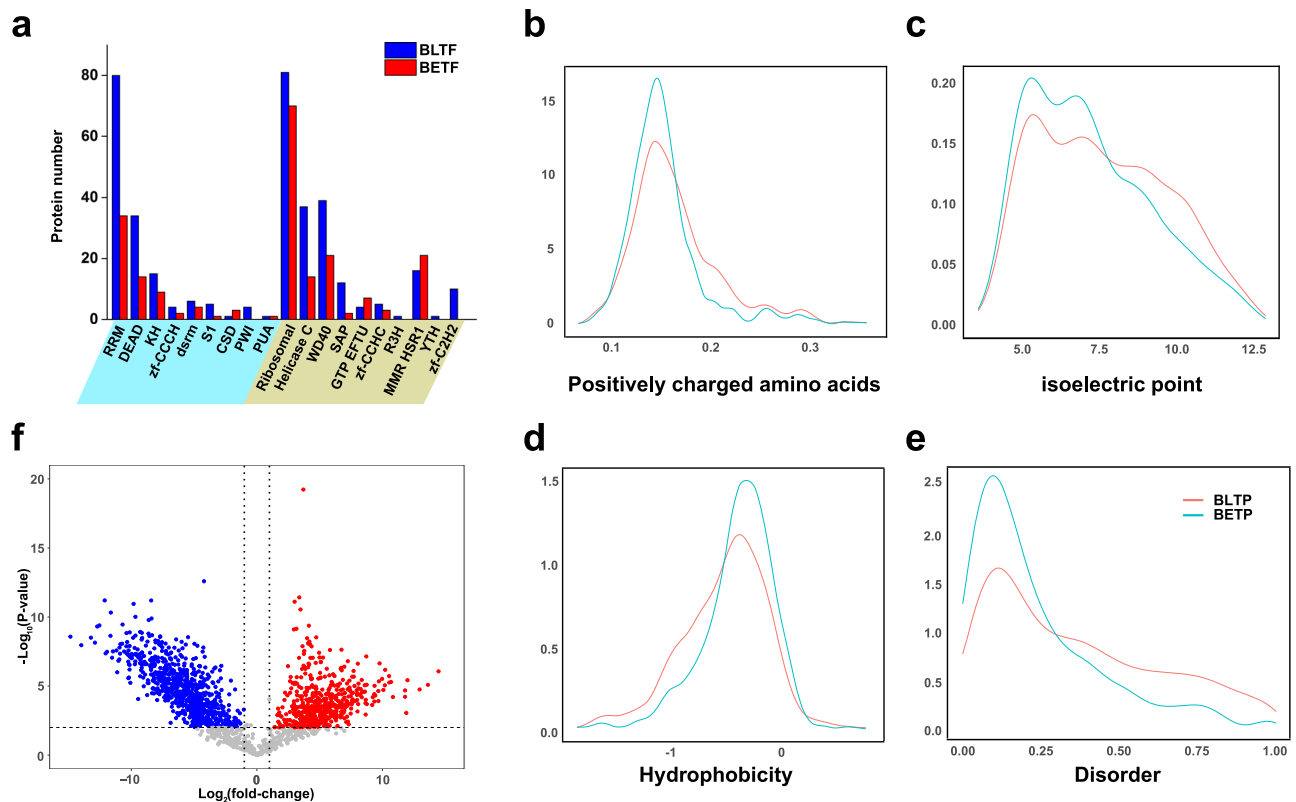 a
BLTF
BETF
Protein number
80
60
40
20
0
RRM
DEAD
KH
zf-CCCH
dsrm
S1
CSD
PWI
PUA
Ribosomal
Helicase C
WD40
SAP
GTP EFTU
zf-CCHC
R3H
MMR HSR1
YTH
zf-C2H2
b
15
10
5
0
0.1 0.2 0.3
Positively charged amino acids
c
0.20
0.15
0.10
0.05
0.00
5.0 7.5 10.0 12.5
isoelectric point
f
20
15
10
5
0
-Log10(P-value)
−10 0 10
Log2(fold-change)
d
1.5
1.0
0.5
0.0
-1 0
Hydrophobicity
e
2.5
2.0
1.5
1.0
0.5
0.0
BLTP
BETP
0.00 0.25 0.50 0.75 1.00
Disorder